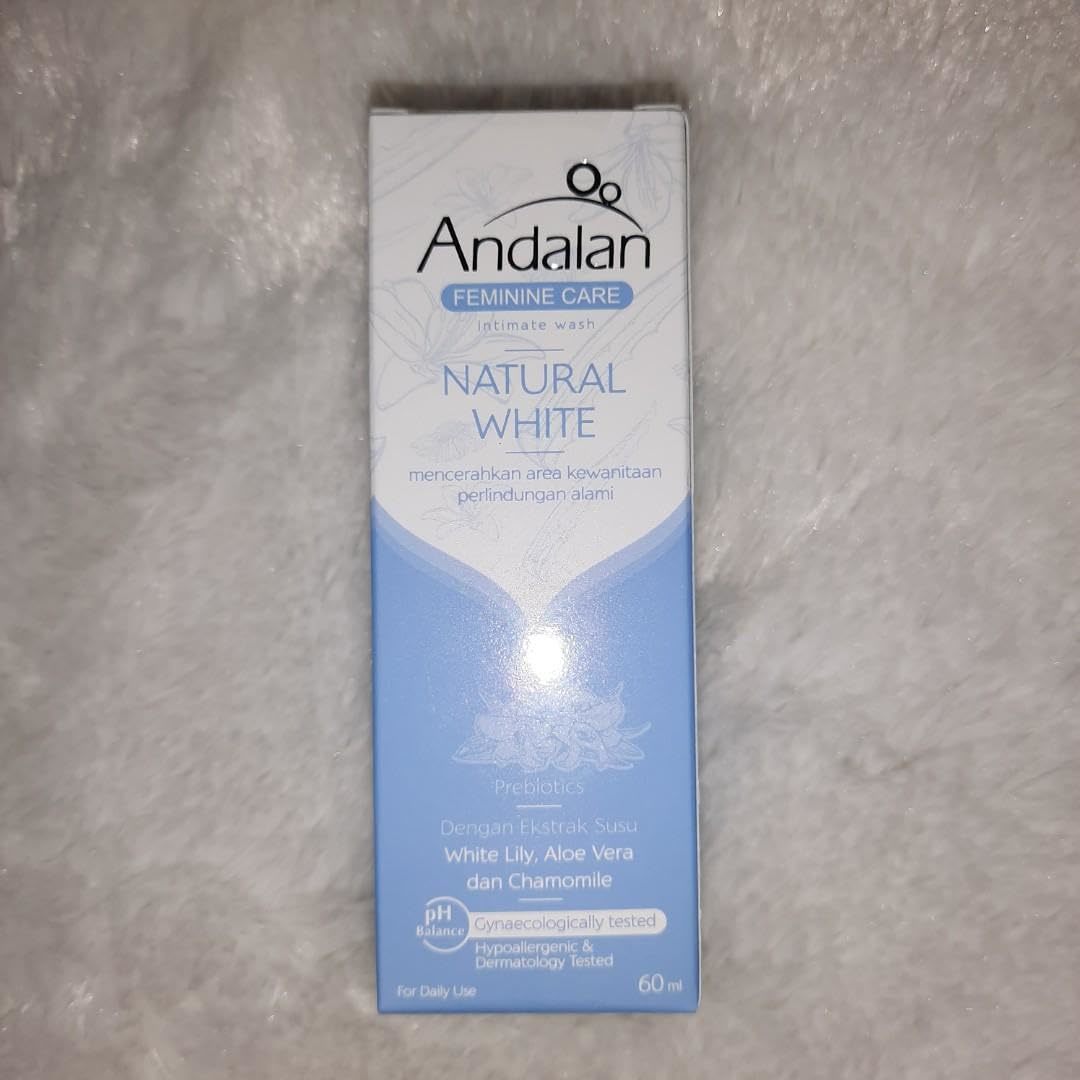 Andalan
FEMININE CARE
Intimate wash
NATURAL
WHITE
mencerahkan area kewanitaan
perlindungan alami
Prebiotics
Dengan Ekstrak Susu
White Lily, Aloe Vera
dan Chamomile
pH
Balance
Gynaecologically tested
Hypoallergenic &
Dermatology Tested
For Daily Use
60 ml